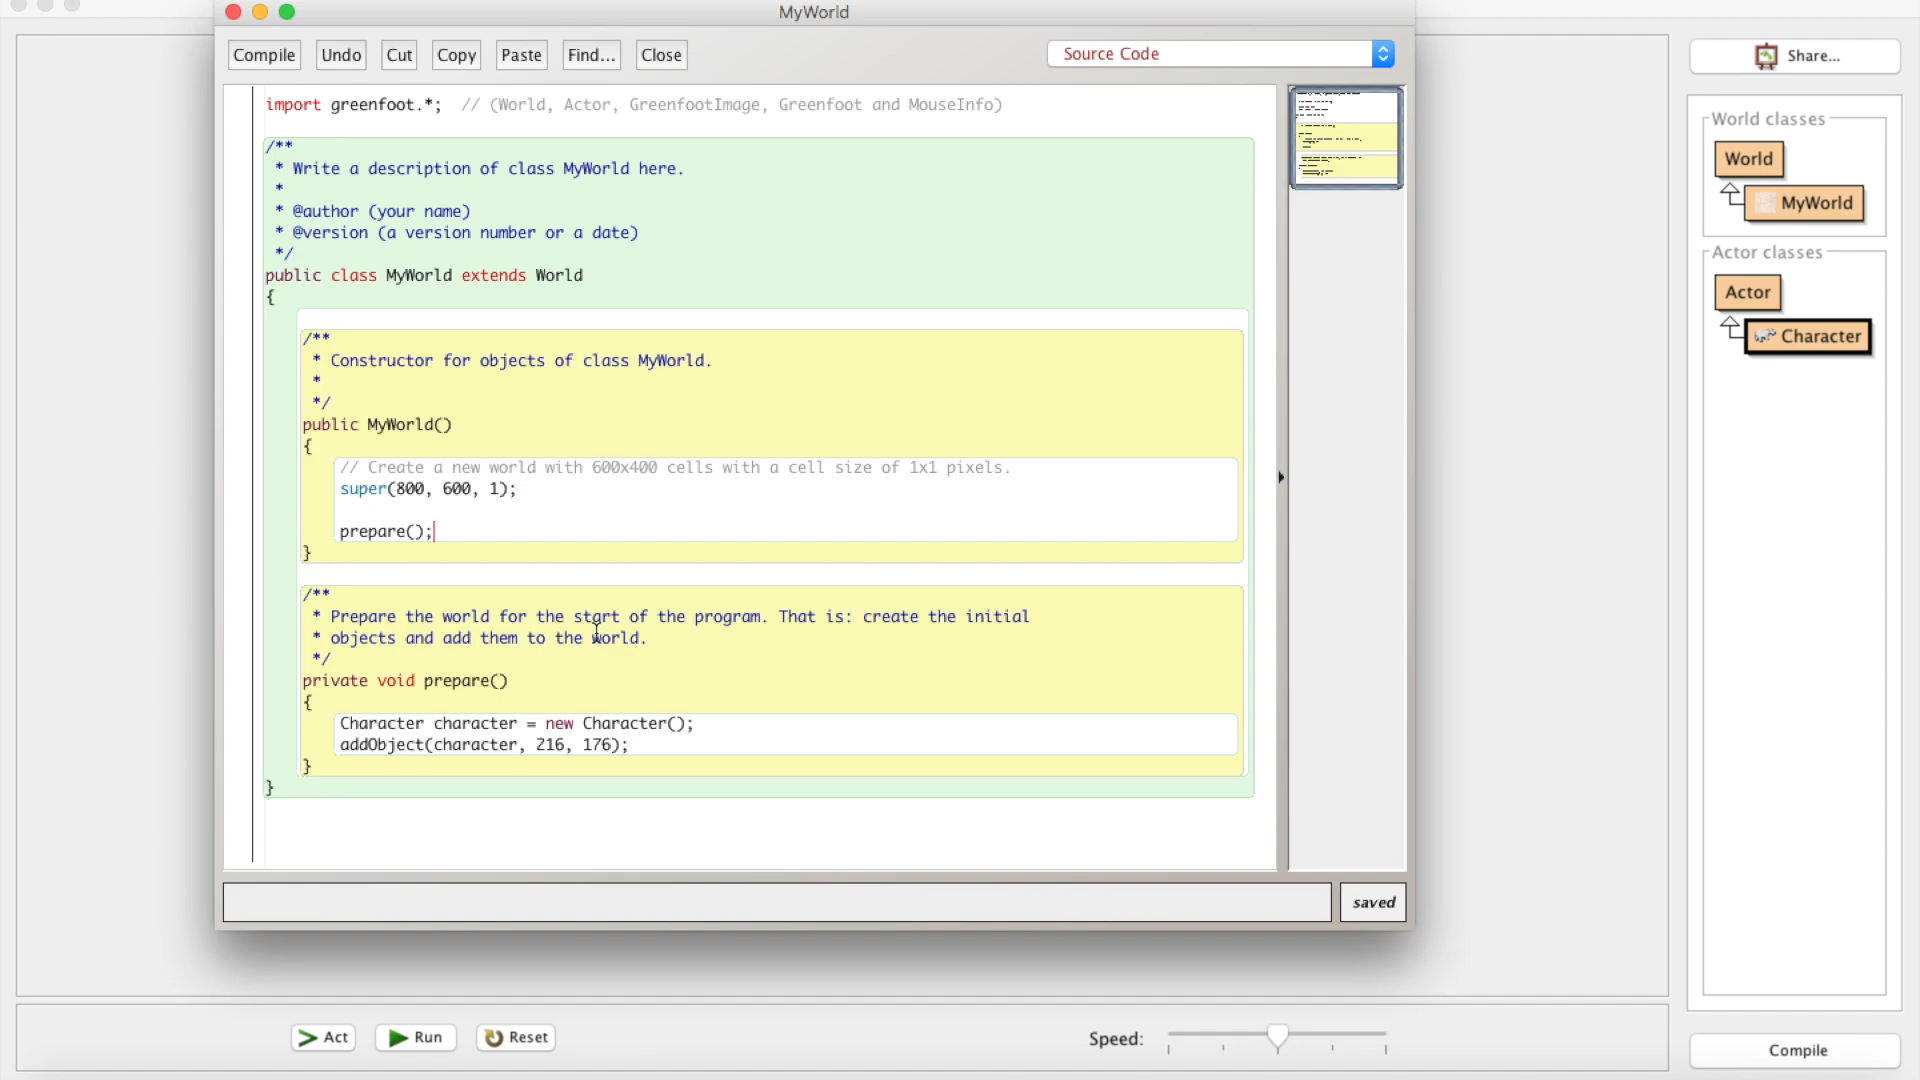 MyWorld
Compile Undo Cut Copy Paste Find... Close Source Code
import greenfoot.*;  // (World, Actor, GreenfootImage, Greenfoot and MouseInfo)
/**
 * Write a description of class MyWorld here.
 *
 * @author (your name)
 * @version (a version number or a date)
 */
public class MyWorld extends World
{
/**
 * Constructor for objects of class MyWorld.
 *
 */
public MyWorld()
{
// Create a new world with 600x400 cells with a cell size of 1x1 pixels.
super(800, 600, 1);
prepare();
}
/**
 * Prepare the world for the start of the program. That is: create the initial
 * objects and add them to the world.
 */
private void prepare()
{
Character character = new Character();
addObject(character, 216, 176);
}
}
saved
Share...
World classes
World
MyWorld
Actor classes
Actor
Character
Act Run Reset Speed:
Compile